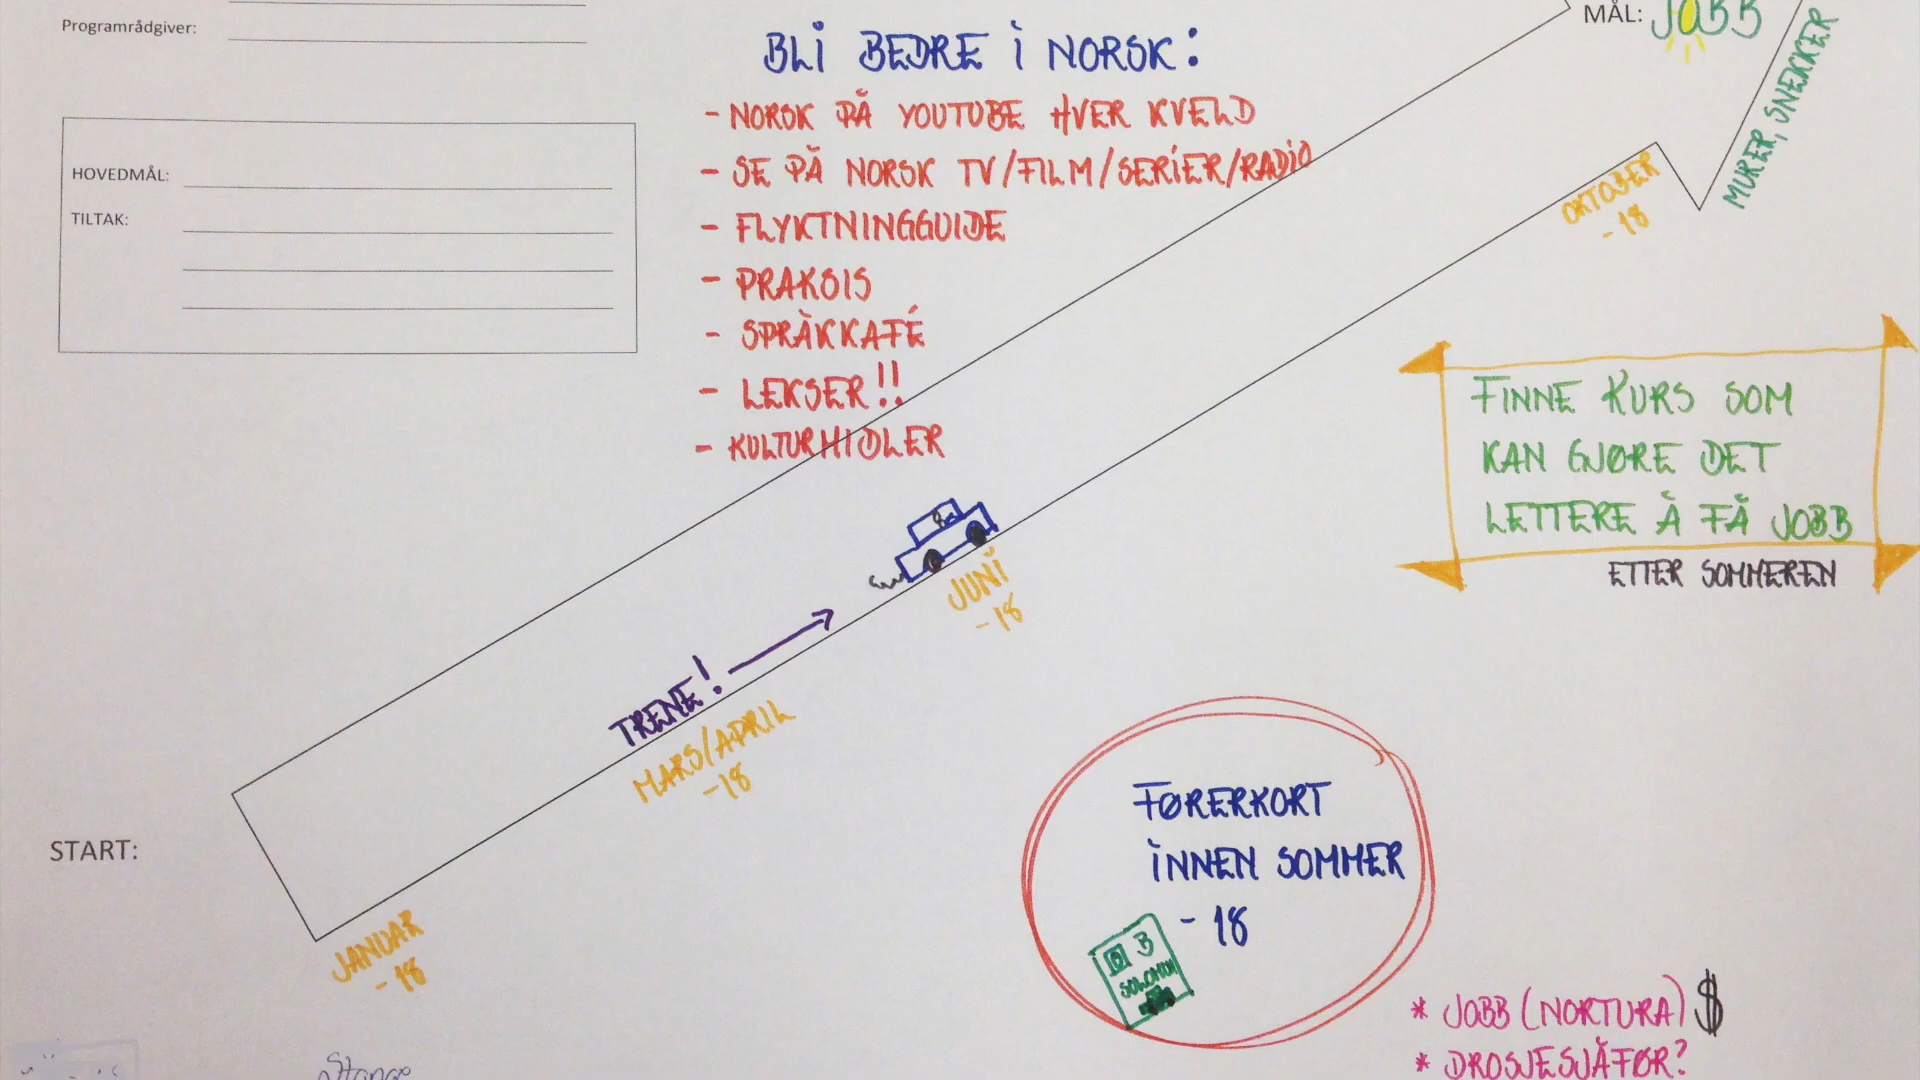 Programrådgiver:
MÅL: JOBB
MURER, SNEKKER
BLI BEDRE I NORSK:
- NORSK PÅ YOUTUBE HVER KVELD
- SE PÅ NORSK TV/FILM/SERIER/RADIO
- FLYKTNINGGUIDE
- PRAKSIS
- SPRÅKKAFÉ
- LEKSER!!
- KULTURMIDLER
HOVEDMÅL:
TILTAK:
OKTOBER
- 18
FINNE KURS SOM
KAN GJØRE DET
LETTERE Å FÅ JOBB
ETTER SOMMEREN
JUNI
- 18
TRENE!
MARS/APRIL
- 18
START:
JANUAR
- 18
FØRERKORT
INNEN SOMMER
- 18
B
SOLOMON
* JOBB (NORTURA) $
* DROSJESJÅFØR?